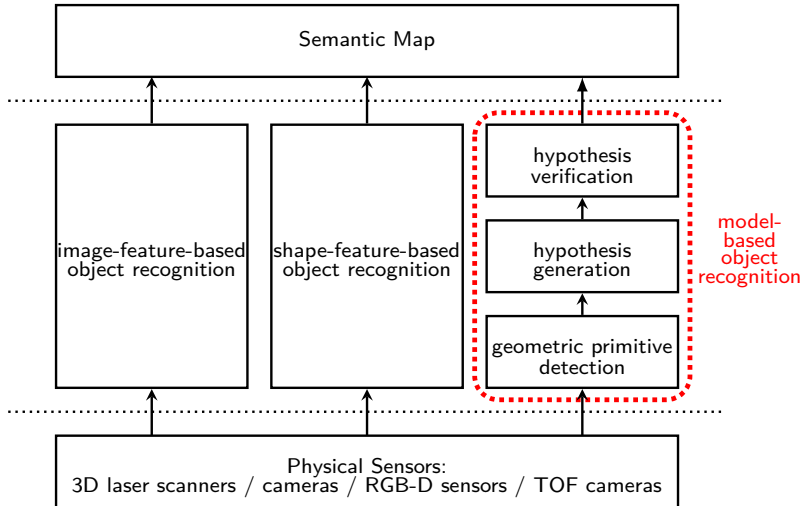 Semantic Map
image-feature-based
object recognition
shape-feature-based
object recognition
hypothesis
verification
hypothesis
generation
geometric primitive
detection
model-
based
object
recognition
Physical Sensors:
3D laser scanners / cameras / RGB-D sensors / TOF cameras